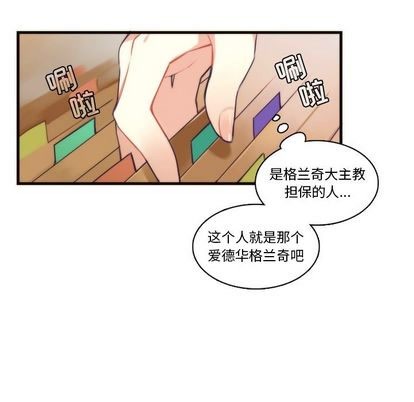 唰
啦
唰
啦
是格兰奇大主教
担保的人...
这个人就是那个
爱德华格兰奇吧